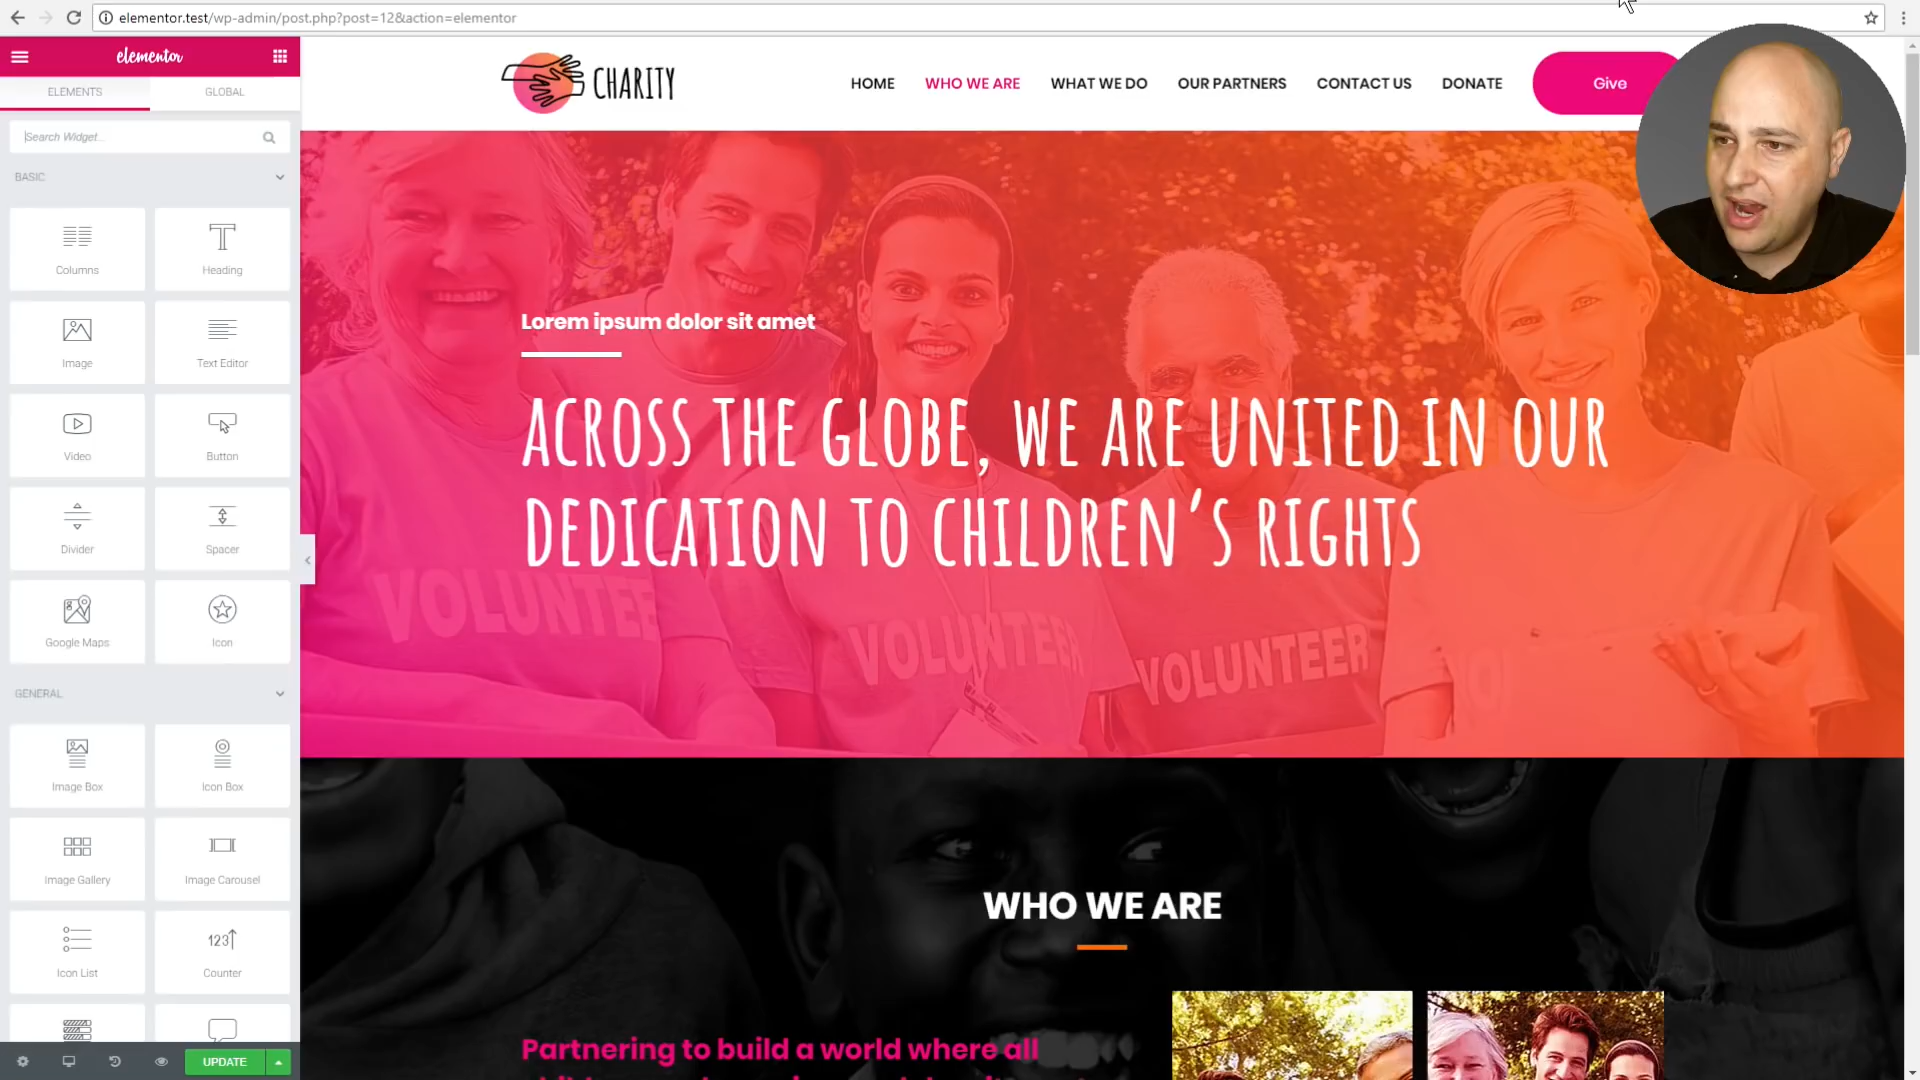 elementor.test/wp-admin/post.php?post=12&action=elementor
elementor
ELEMENTS
GLOBAL
Search Widget...
BASIC
Columns
Heading
Image
Text Editor
Video
Button
Divider
Spacer
Google Maps
Icon
GENERAL
Image Box
Icon Box
Image Gallery
Image Carousel
123
Icon List
Counter
UPDATE
CHARITY
HOME
WHO WE ARE
WHAT WE DO
OUR PARTNERS
CONTACT US
DONATE
Give
Lorem ipsum dolor sit amet
ACROSS THE GLOBE, WE ARE UNITED IN OUR
DEDICATION TO CHILDREN'S RIGHTS
VOLUNTEE
VOLUNTEER
VOLUNTEER
WHO WE ARE
Partnering to build a world where all